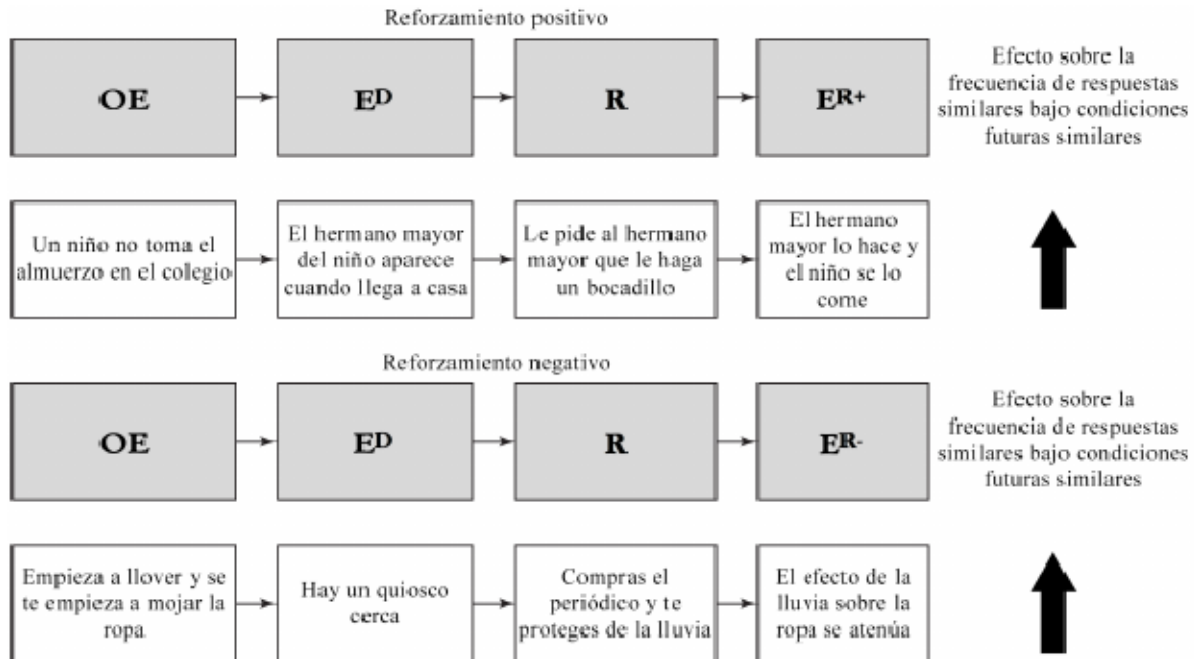 Reforzamiento positivo
OE
ED
R
ER+
Efecto sobre la
frecuencia de respuestas
similares bajo condiciones
futuras similares
Un niño no toma el
almuerzo en el colegio
El hermano mayor
del niño aparece
cuando llega a casa
Le pide al hermano
mayor que le haga
un bocadillo
El hermano
mayor lo hace y
el niño se lo
come
Reforzamiento negativo
OE
ED
R
ER-
Efecto sobre la
frecuencia de respuestas
similares bajo condiciones
futuras similares
Empieza a llover y se
te empieza a mojar la
ropa
Hay un quiosco
cerca
Compras el
periódico y te
proteges de la lluvia
El efecto de la
lluvia sobre la
ropa se atenúa